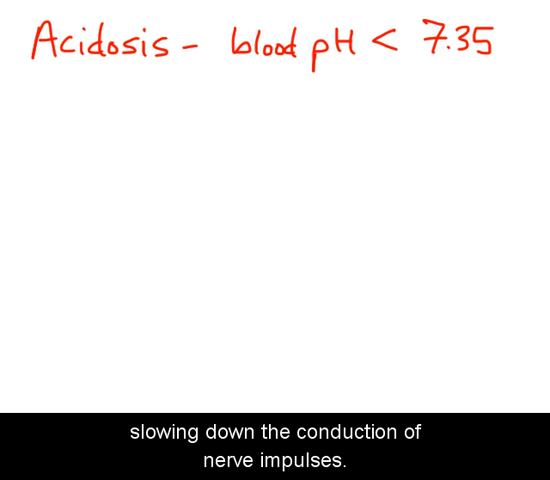 Acidosis - blood pH < 7.35
slowing down the conduction of
nerve impulses.